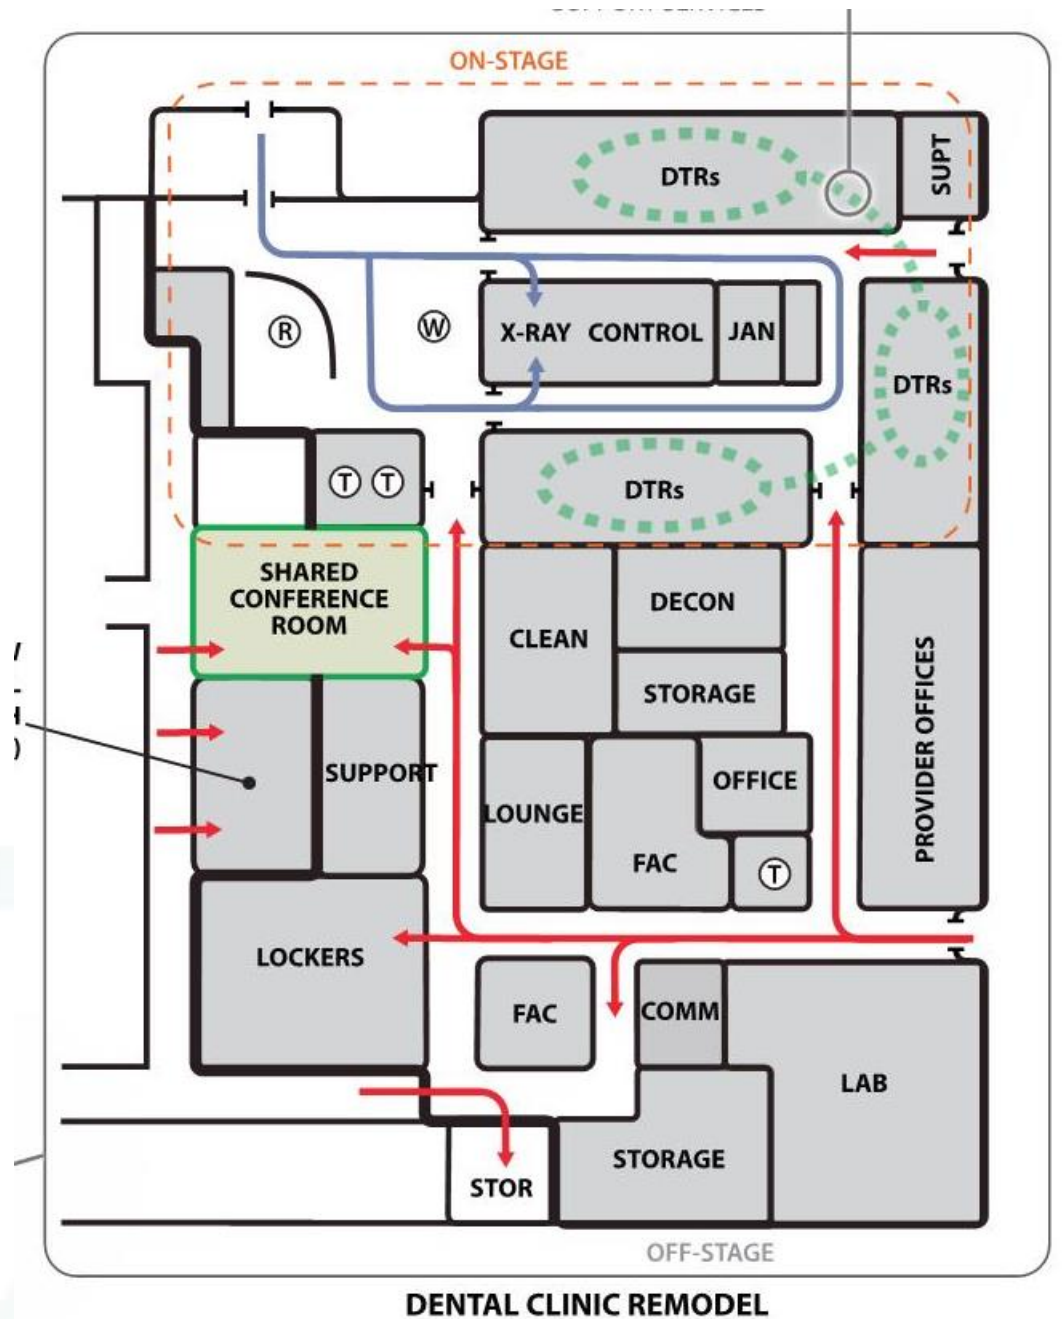 ON-STAGE
DTRs
SUPT
R
W
X-RAY
CONTROL
JAN
DTRs
T
T
DTRs
SHARED
CONFERENCE
ROOM
CLEAN
DECON
STORAGE
SUPPORT
LOUNGE
FAC
OFFICE
T
PROVIDER OFFICES
LOCKERS
FAC
COMM
LAB
STORAGE
STOR
OFF-STAGE
DENTAL CLINIC REMODEL